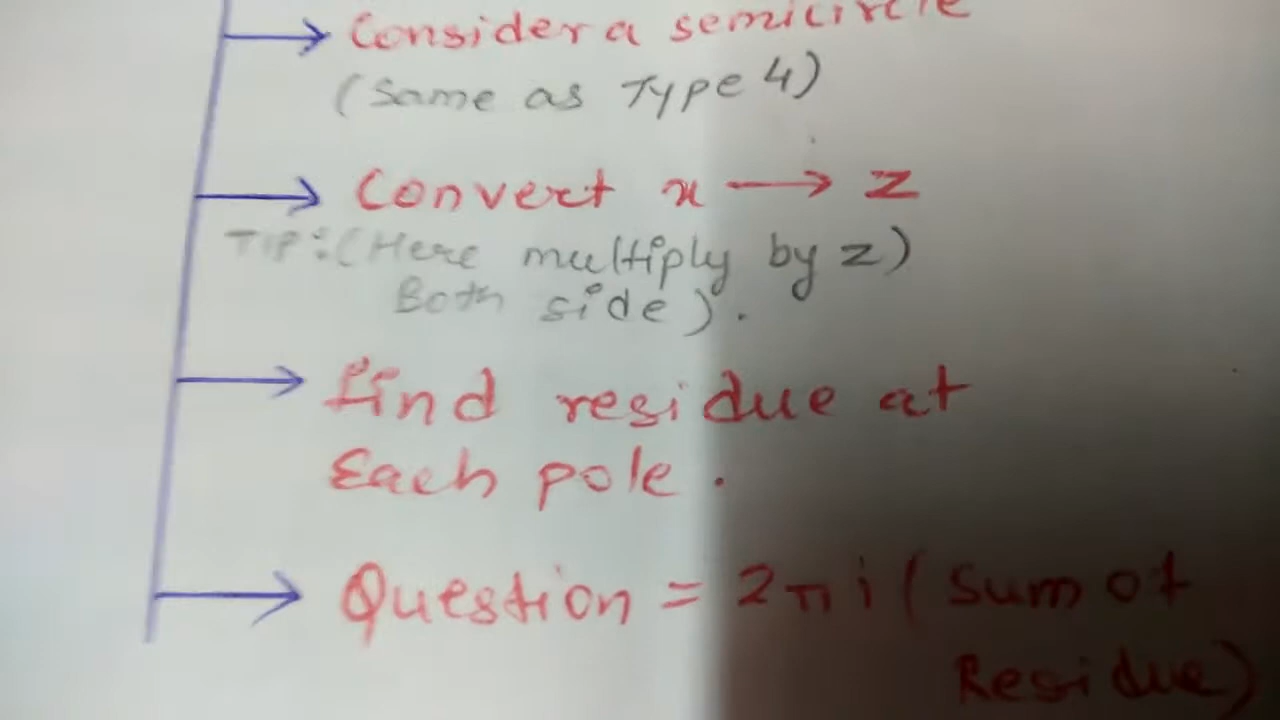 Consider a semicircle
(Same as Type 4)
Convert x → z
TIP:(Here multiply by z)
Both side).
find residue at
Each pole.
Question = 2πi (Sum of
Residue)